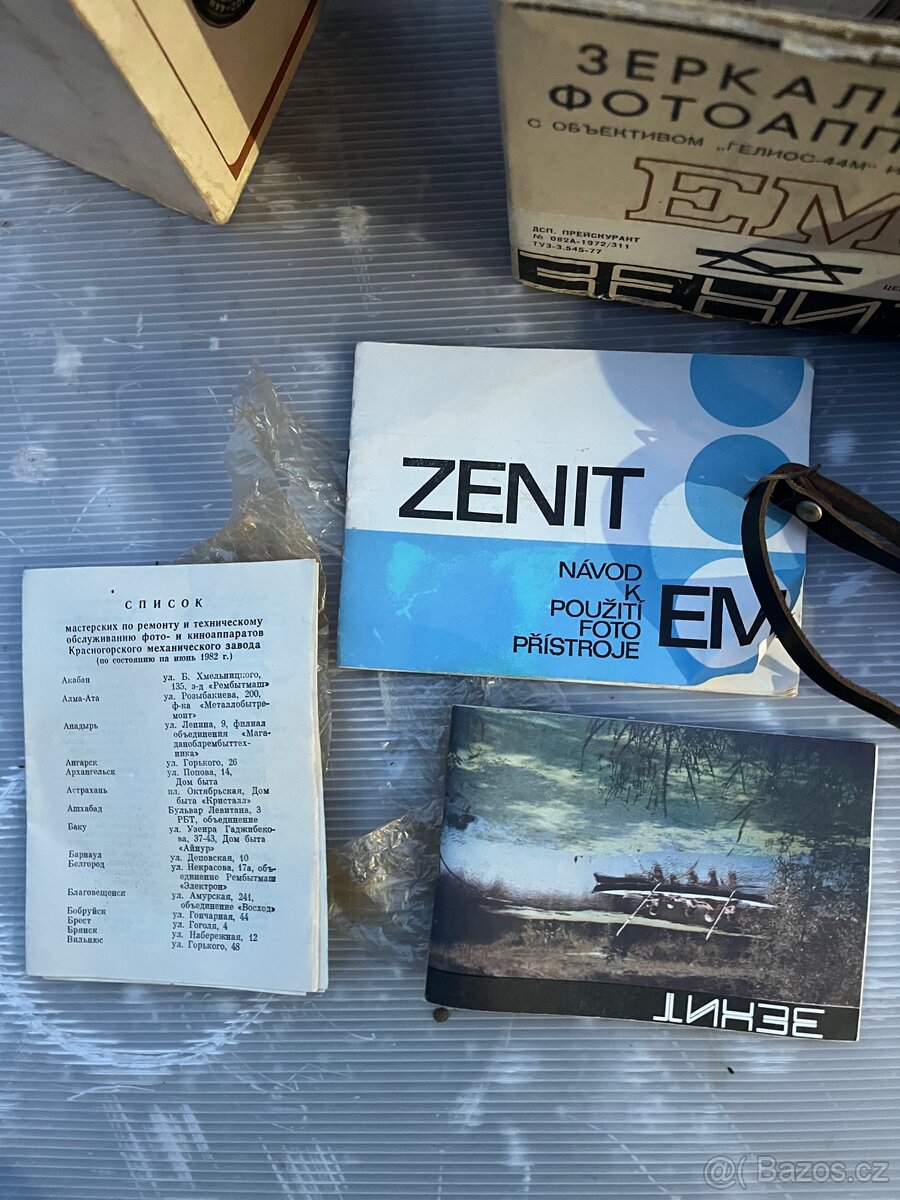 ЗЕРКАЛ
ФОТОАПП
С ОБЪЕКТИВОМ „ГЕЛИОС-44М" И
ЕМ
ДСП. ПРЕЙСКУРАНТ
№ 082А-1972/311
ТУ3-3.545-77
ЦЕ
ЗЕНИТ
ZENIT
NÁVOD
K
POUŽITÍ
FOTO
PŘÍSTROJE
EM
СПИСОК
мастерских по ремонту и техническому
обслуживанию фото- и киноаппаратов
Красногорского механического завода
(по состоянию на июнь 1982 г.)
Акабан ул. Б. Хмельницкого,
135, з-д «Рембытмаш»
Алма-Ата ул. Розыбакиева, 200,
ф-ка «Металлобытре-
монт»
Анадырь ул. Ленина, 9, филиал
объединения «Мага-
даноблрембыттех-
ника»
Ангарск ул. Горького, 26
Архангельск ул. Попова, 14,
Дом быта
Астрахань пл. Октябрьская, Дом
быта «Кристалл»
Ашхабад Бульвар Левитана, 3
РБТ, объединение
Баку ул. Узеира Гаджибеко-
ва, 37-43, Дом быта
«Айнур»
Барнаул ул. Деповская, 10
Белгород ул. Некрасова, 17а, объ-
единение Рембытмаш
«Электрон»
Благовещенск ул. Амурская, 241,
объединение «Восход»
Бобруйск ул. Гончарная, 44
Брест ул. Гоголя, 4
Брянск ул. Набережная, 12
Вильнюс ул. Горького, 48
ЗЕНИТ
@( Bazos.cz